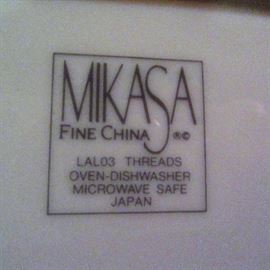 MIKASA
FINE CHINA ®©
LAL03 THREADS
OVEN-DISHWASHER
MICROWAVE SAFE
JAPAN